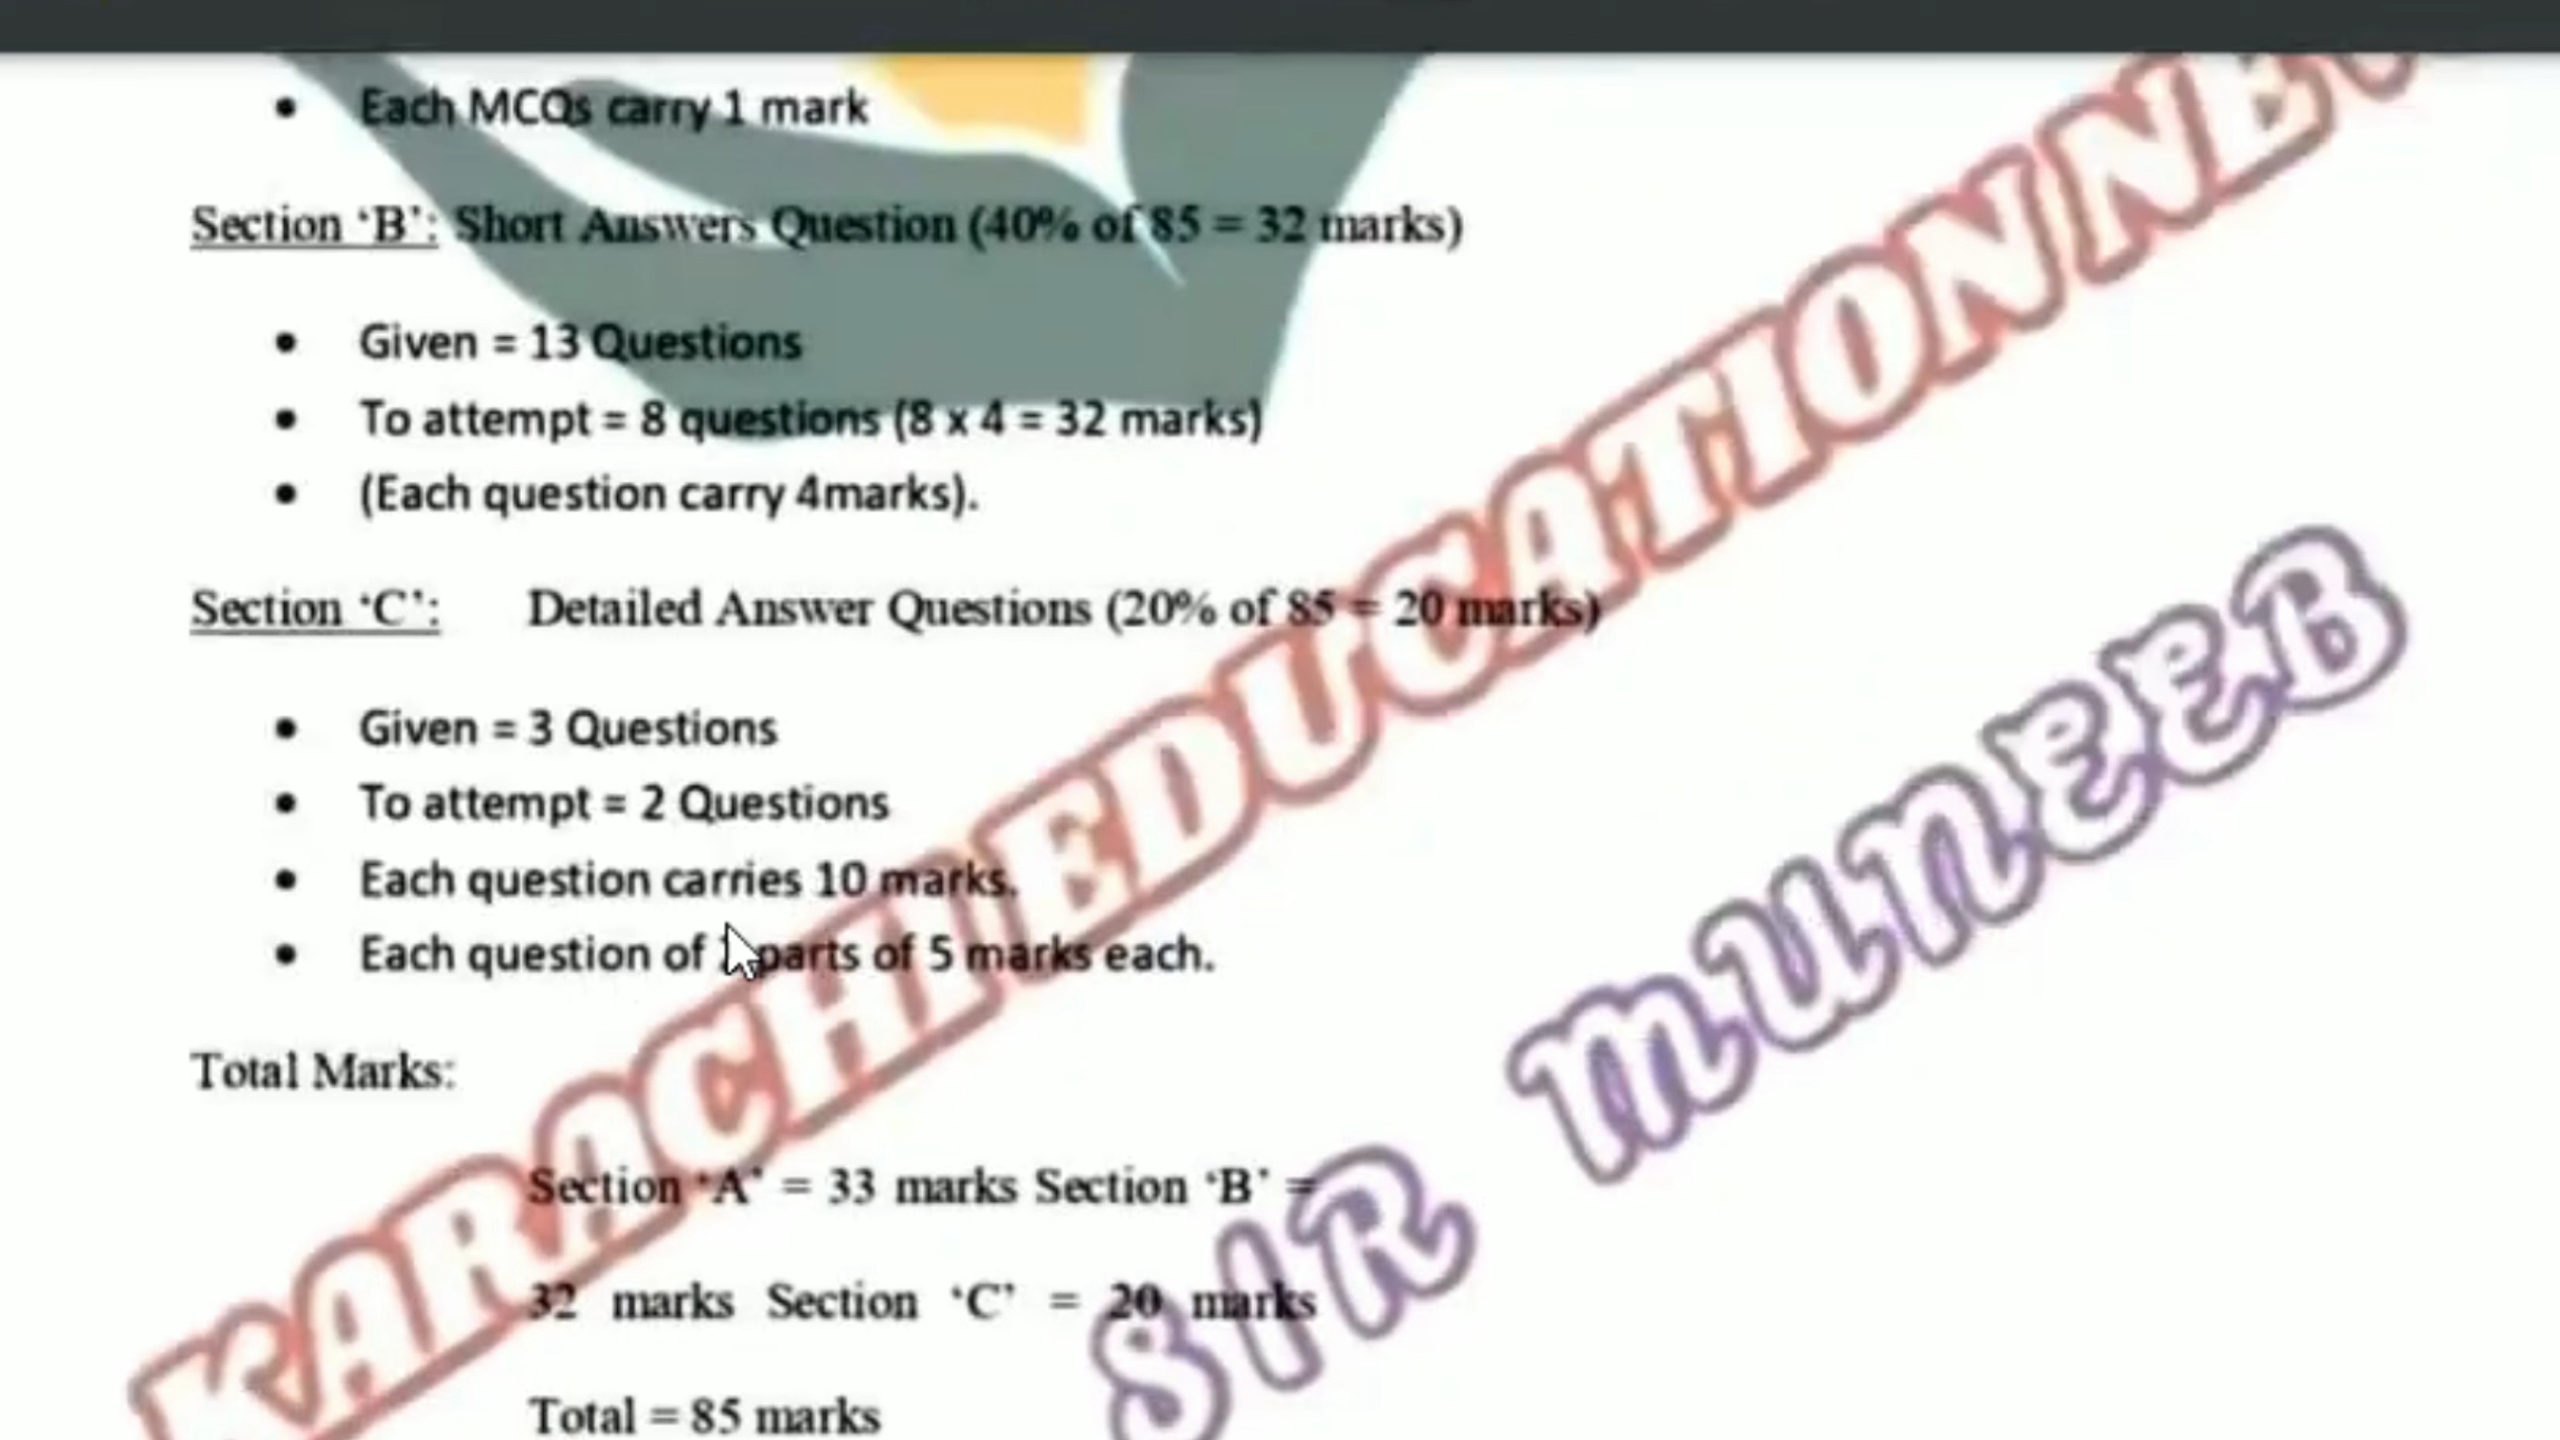 Each MCQs carry 1 mark
Section ‘B’: Short Answers Question (40% of 85 = 32 marks)
Given = 13 Questions
To attempt = 8 questions (8 x 4 = 32 marks)
(Each question carry 4marks).
Section ‘C’: Detailed Answer Questions (20% of 85 = 20 marks)
Given = 3 Questions
To attempt = 2 Questions
Each question carries 10 marks.
Each question of parts of 5 marks each.
Total Marks:
Section ‘A’ = 33 marks Section ‘B’ =
32 marks Section ‘C’ = 20 marks
Total = 85 marks
KARACHI EDUCATION
SIR MUNEEB